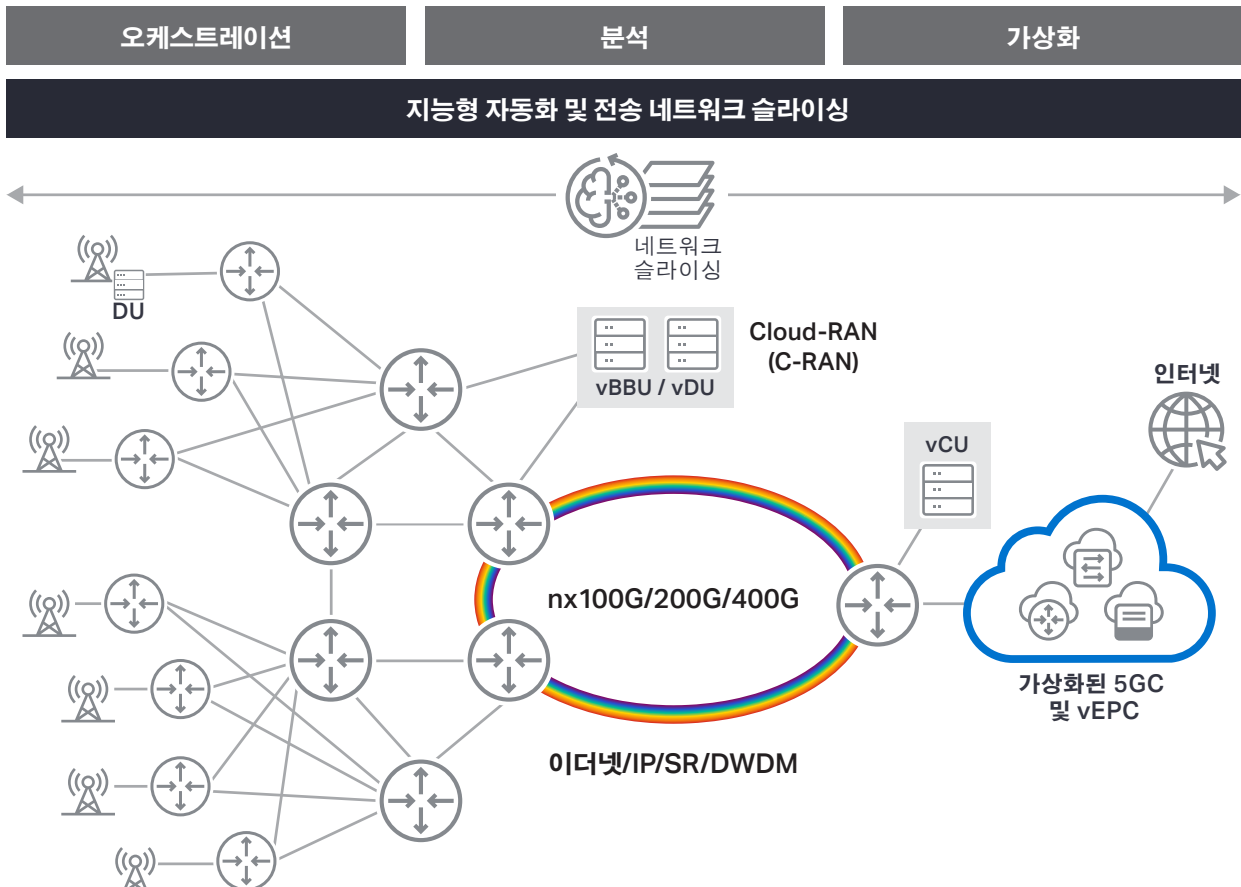 오케스트레이션
분석
가상화
지능형 자동화 및 전송 네트워크 슬라이싱
네트워크
슬라이싱
DU
vBBU / vDU
Cloud-RAN
(C-RAN)
인터넷
vCU
nx100G/200G/400G
가상화된 5GC
및 vEPC
이더넷/IP/SR/DWDM